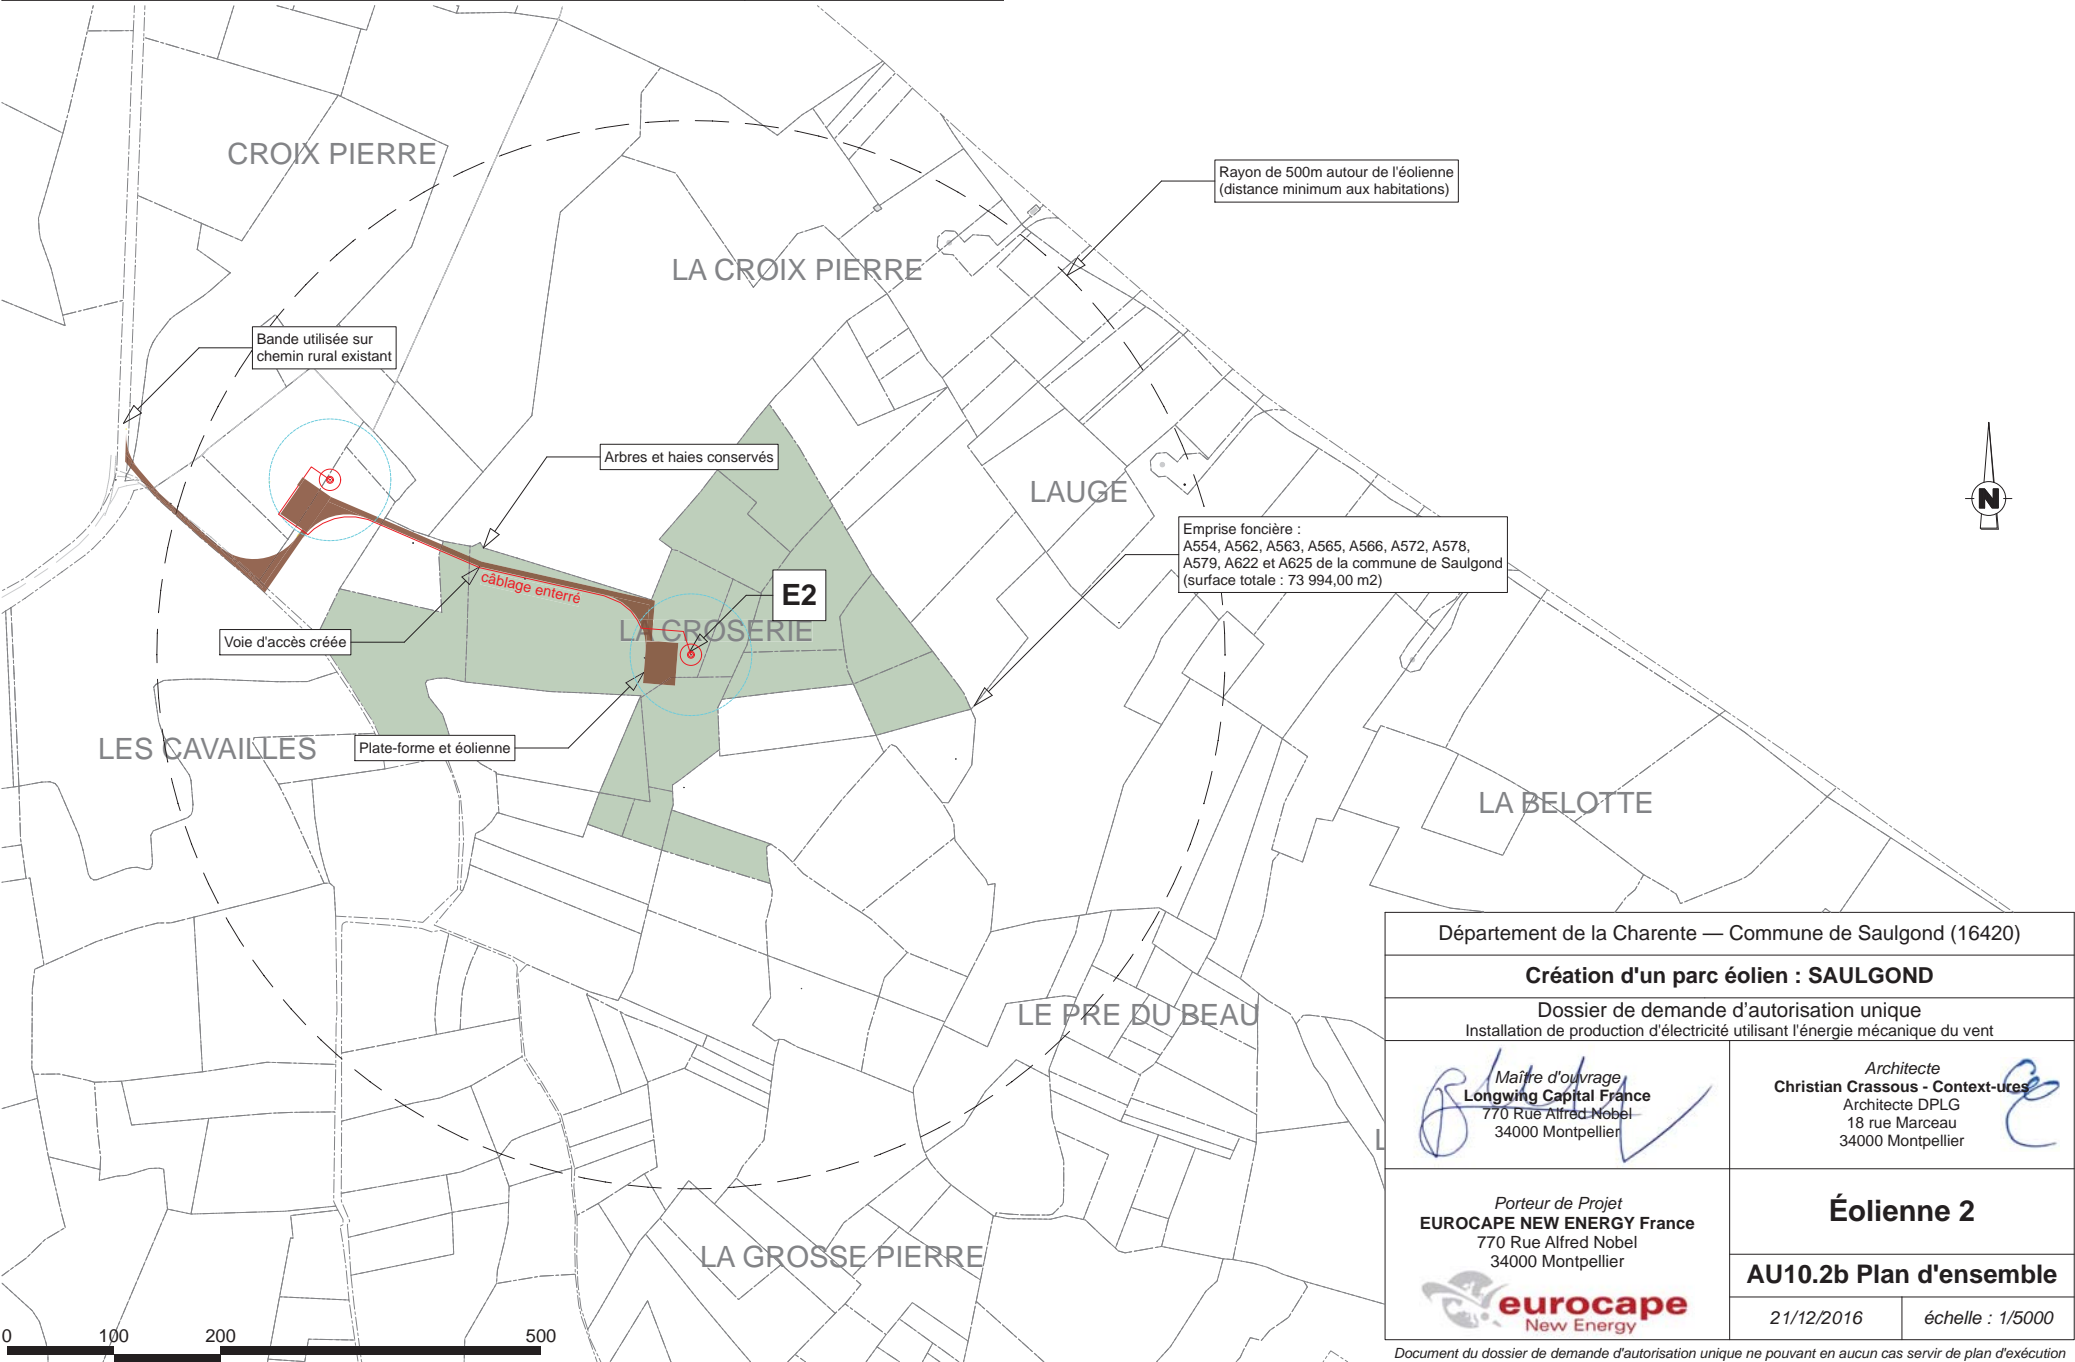 CROIX PIERRE
Rayon de 500m autour de l'éolienne
(distance minimum aux habitations)
LA CROIX PIERRE
Bande utilisée sur
chemin rural existant
Arbres et haies conservés
LAUGE
N
Emprise foncière :
A554, A562, A563, A565, A566, A572, A578,
A579, A622 et A625 de la commune de Saulgond
(surface totale : 73 994,00 m2)
câblage enterré
E2
LA CROSERIE
Voie d'accès créée
LES CAVAILLES
Plate-forme et éolienne
LA BELOTTE
LE PRE DU BEAU
L
LA GROSSE PIERRE
0 100 200 500
Département de la Charente — Commune de Saulgond (16420)
Création d'un parc éolien : SAULGOND
Dossier de demande d'autorisation unique
Installation de production d'électricité utilisant l'énergie mécanique du vent
Maître d'ouvrage
Longwing Capital France
770 Rue Alfred Nobel
34000 Montpellier
Architecte
Christian Crassous - Context-ures
Architecte DPLG
18 rue Marceau
34000 Montpellier
Porteur de Projet
EUROCAPE NEW ENERGY France
770 Rue Alfred Nobel
34000 Montpellier
eurocape
New Energy
Éolienne 2
AU10.2b Plan d'ensemble
21/12/2016
échelle : 1/5000
Document du dossier de demande d'autorisation unique ne pouvant en aucun cas servir de plan d'exécution